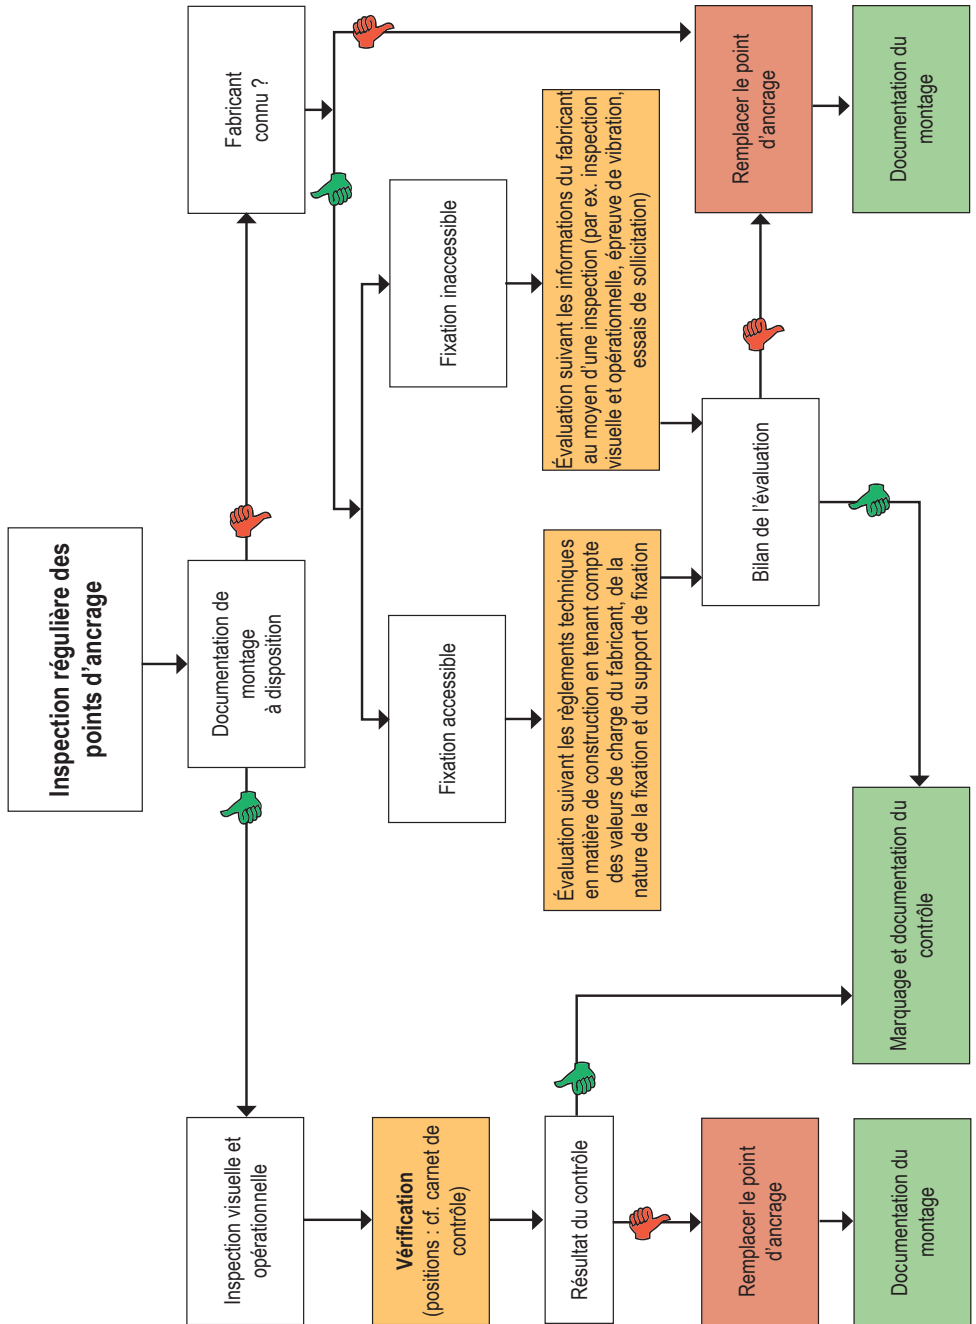 Inspection régulière des
points d’ancrage
Documentation de
montage
à disposition
Inspection visuelle et
opérationnelle
Fabricant
connu ?
Vérification
(positions : cf. carnet de
contrôle)
Fixation accessible
Fixation inaccessible
Résultat du contrôle
Évaluation suivant les règlements techniques
en matière de construction en tenant compte
des valeurs de charge du fabricant, de la
nature de la fixation et du support de fixation
Évaluation suivant les informations du fabricant
au moyen d’une inspection (par ex. inspection
visuelle et opérationnelle, épreuve de vibration,
essais de sollicitation)
Remplacer le point
d’ancrage
Bilan de l’évaluation
Remplacer le point
d’ancrage
Documentation du
montage
Marquage et documentation du
contrôle
Documentation du
montage